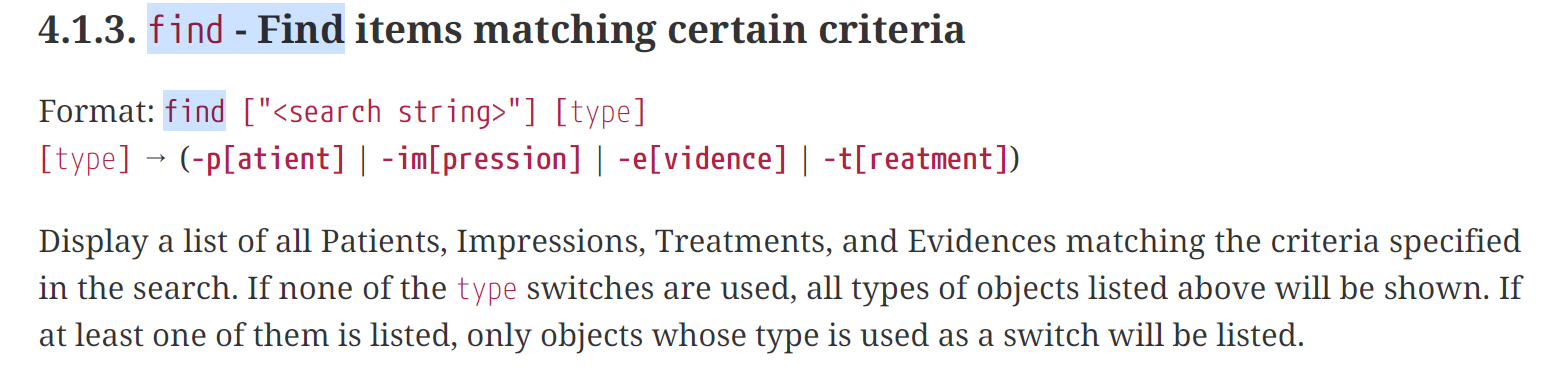 4.1.3. find - Find items matching certain criteria
Format: find ["<search string>"] [type]
[type] → (-p[atient] | -im[pression] | -e[vidence] | -t[reatment])
Display a list of all Patients, Impressions, Treatments, and Evidences matching the criteria specified
in the search. If none of the type switches are used, all types of objects listed above will be shown. If
at least one of them is listed, only objects whose type is used as a switch will be listed.